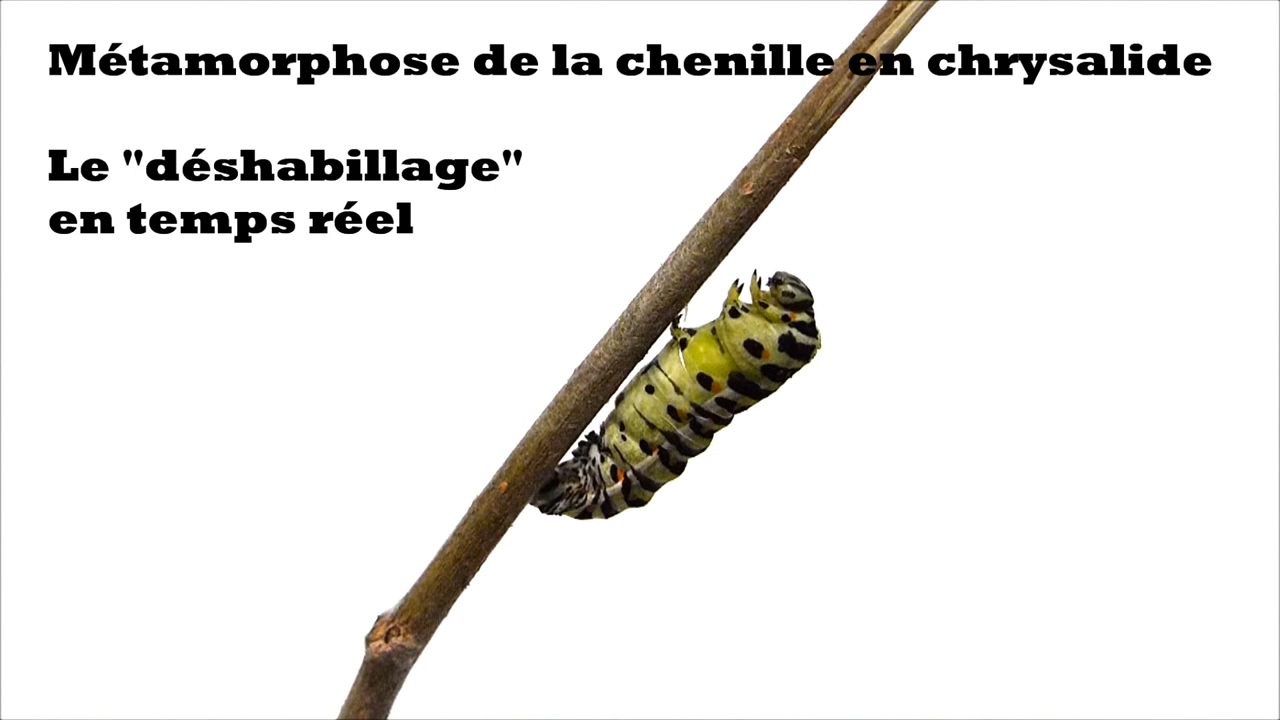 Métamorphose de la chenille en chrysalide
Le "déshabillage"
en temps réel